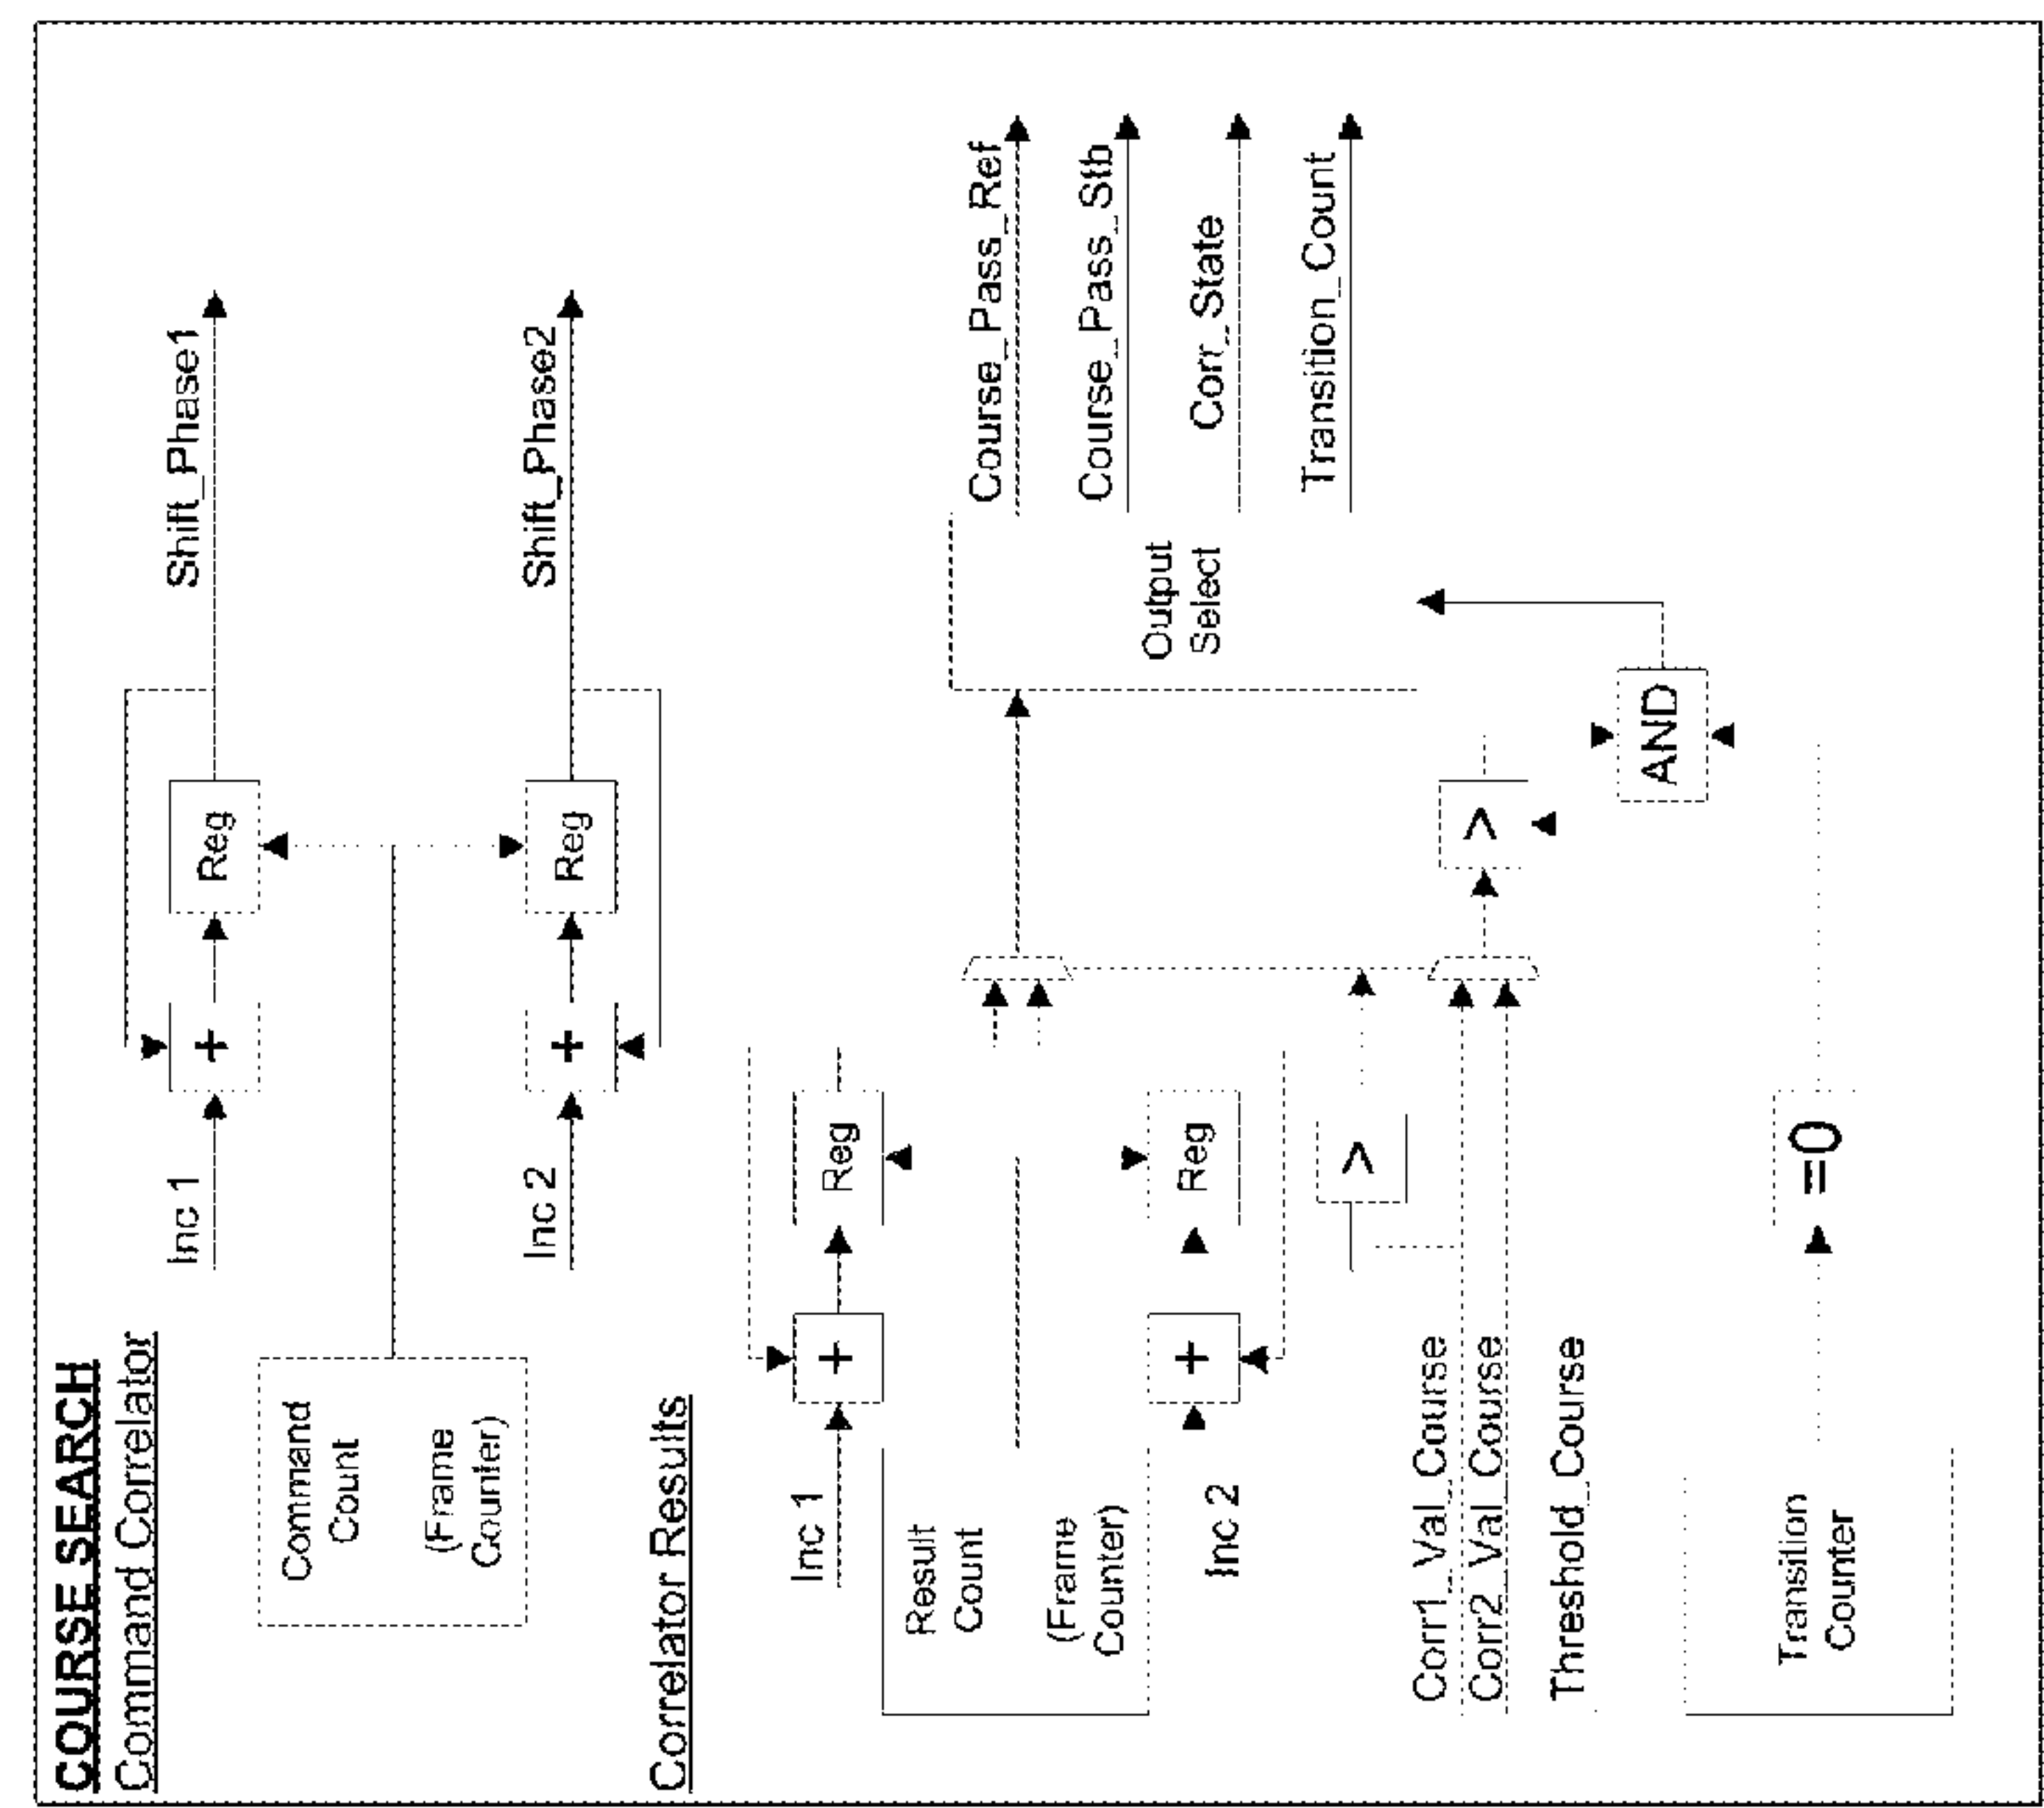 COURSE SEARCH
Command Correlator
Inc 1
+
Reg
Shift_Phase1
Command
Count
(Frame
Counter)
Inc 2
+
Reg
Shift_Phase2
Correlator Results
Inc 1
+
Reg
Result
Count
(Frame
Counter)
Inc 2
+
Reg
>
Corr1_Val_Course
Corr2_Val_Course
Threshold_Course
>
Transition
Counter
=0
AND
Output
Select
Course_Pass_Ref
Course_Pass_Stb
Corr_State
Transition_Count